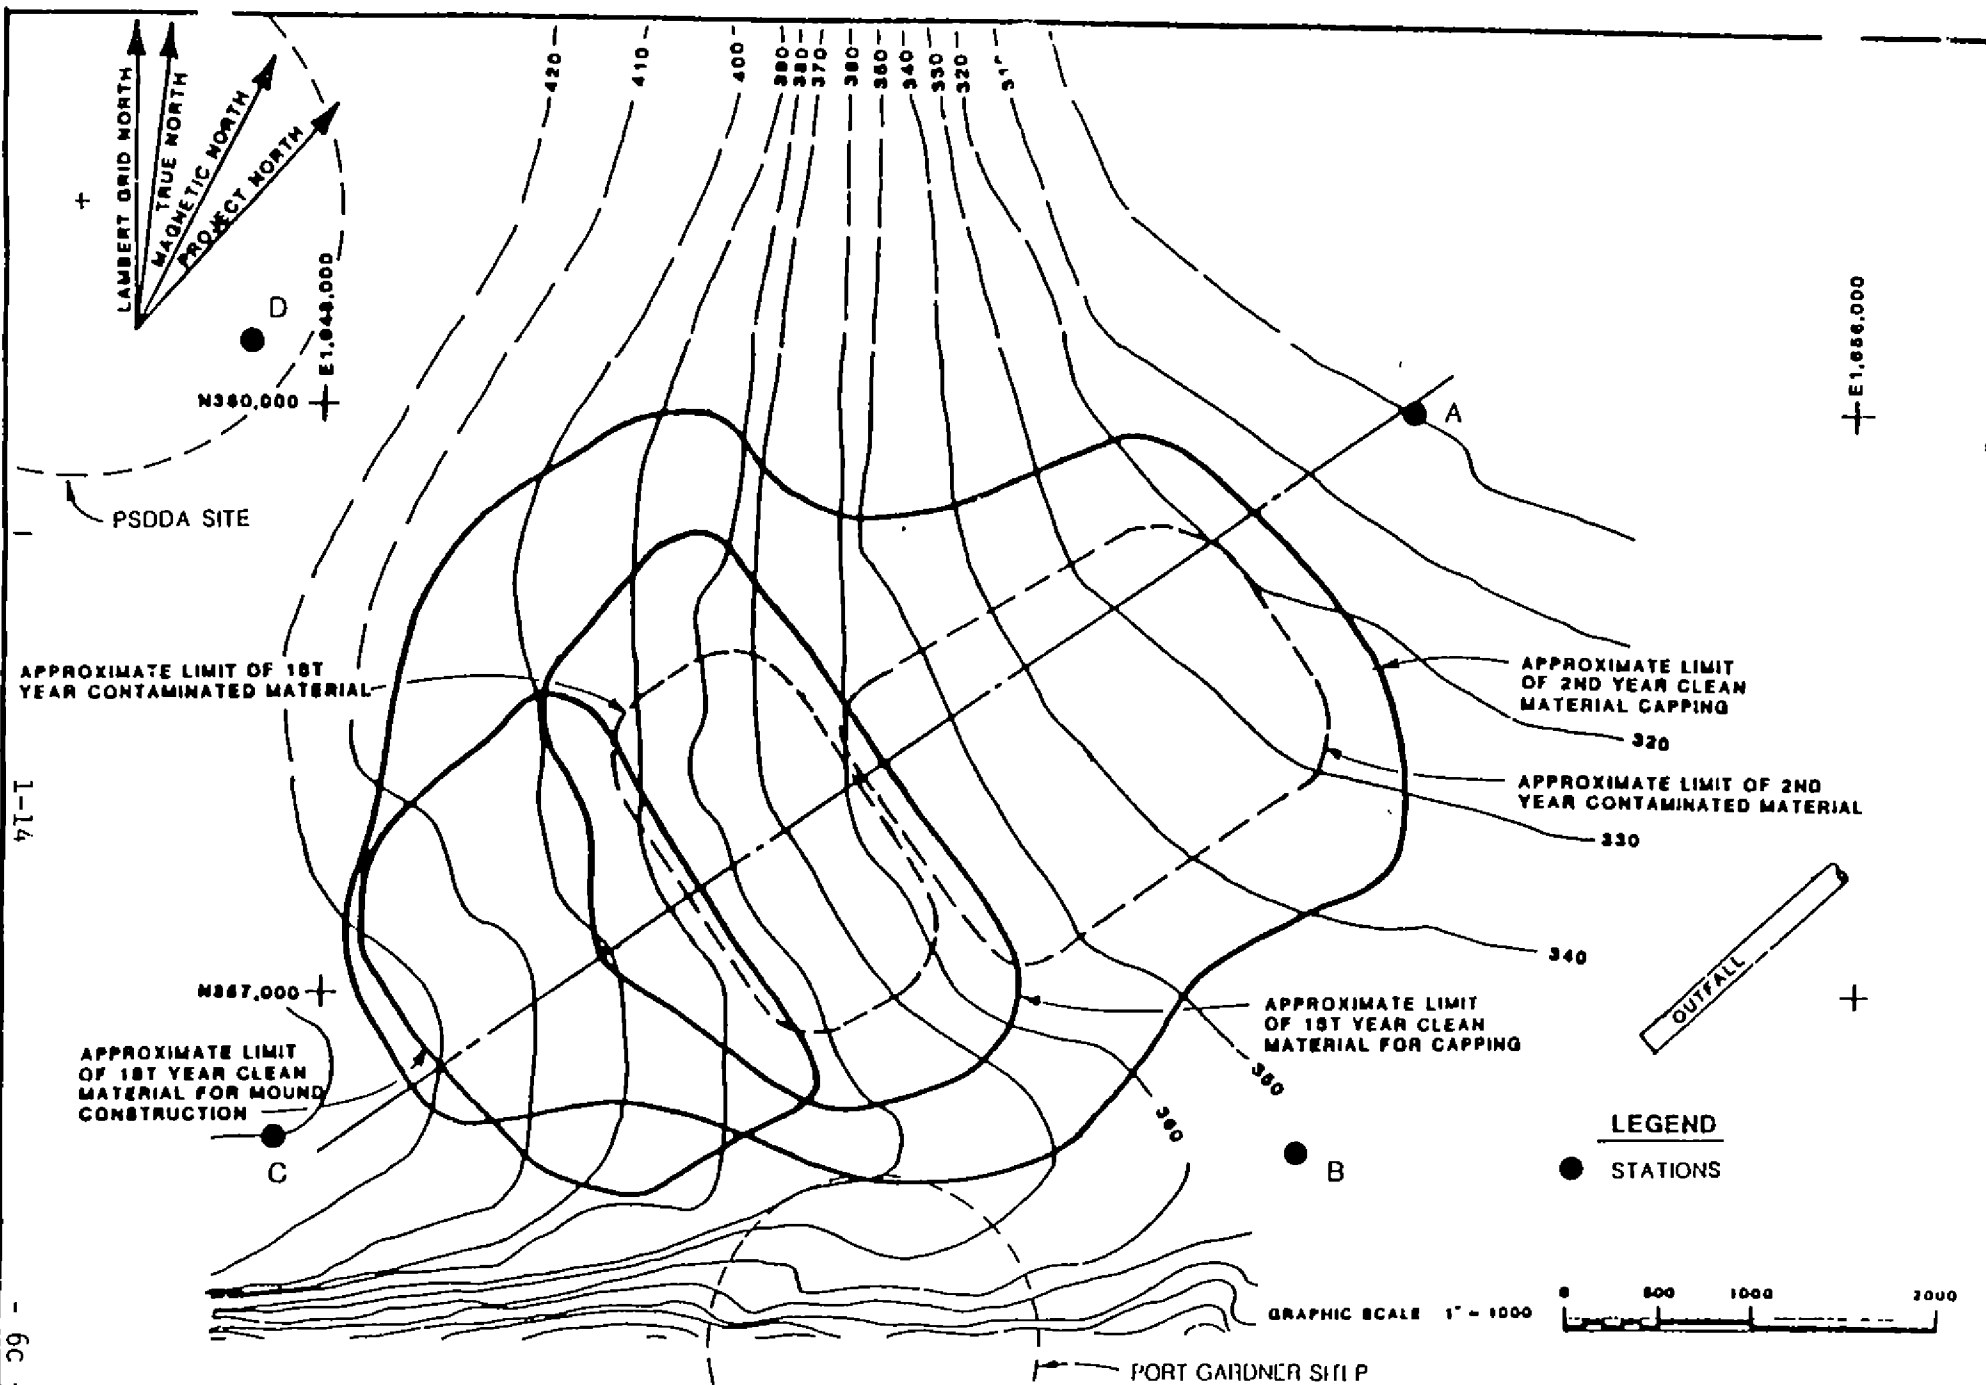 420
410
400
390
380
370
360
350
340
330
320
LAMBERT GRID NORTH
TRUE NORTH
MAGNETIC NORTH
PROJECT NORTH
D
E1,648,000
N360,000
PSDDA SITE
E1,656,000
A
APPROXIMATE LIMIT OF 1ST
YEAR CONTAMINATED MATERIAL
APPROXIMATE LIMIT
OF 2ND YEAR CLEAN
MATERIAL CAPPING
320
APPROXIMATE LIMIT OF 2ND
YEAR CONTAMINATED MATERIAL
330
1-14
340
OUTFALL
N357,000
APPROXIMATE LIMIT
OF 1ST YEAR CLEAN
MATERIAL FOR CAPPING
APPROXIMATE LIMIT
OF 1ST YEAR CLEAN
MATERIAL FOR MOUND
CONSTRUCTION
350
360
C
B
LEGEND
STATIONS
GRAPHIC SCALE 1" = 1000
0 500 1000 2000
PORT GARDNER SITE